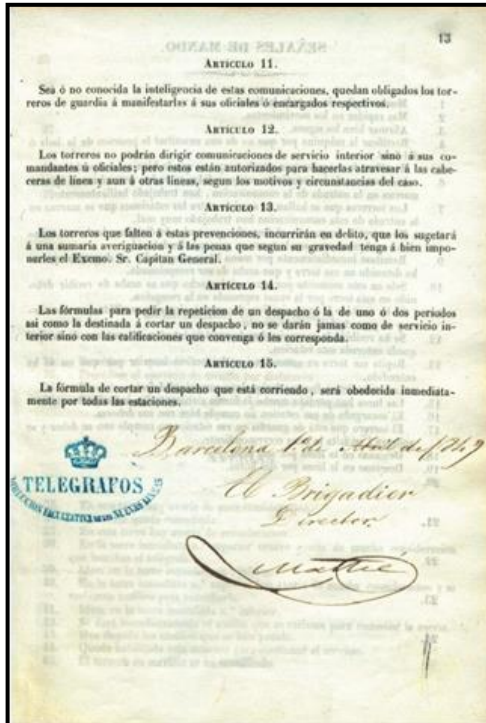 13
ARTICULO 11.
Sea ó no conocida la inteligencia de estas comunicaciones, quedan obligados los tor-
reros de guardia á manifestarlas á sus oficiales ó encargados respectivos.
ARTICULO 12.
Los torreros no podrán dirigir comunicaciones de servicio interior sino á sus co-
mandantes ú oficiales; pero estos están autorizados para hacerlas atravesar á las cabe-
ceras de línea y aun á otras líneas, segun los motivos y circunstancias del caso.
ARTICULO 13.
Los torreros que falten á estas prevenciones, incurrirán en delito, que los sugetará
á una sumaria averiguacion y á las penas que segun su gravedad tenga á bien impo-
nerles el Excmo. Sr. Capitan General.
ARTICULO 14.
Las fórmulas para pedir la repeticion de un despacho ó la de uno ó dos periodos
asi como la destinada á cortar un despacho, no se darán jamas como de servicio in-
terior sino con las calificaciones que convenga ó les corresponda.
ARTICULO 15.
La fórmula de cortar un despacho que está corriendo, será obedecida inmediata-
mente por todas las estaciones.
Barcelona 1º de Abril de 1849
El Brigadier
Director
Mathé
TELEGRAFOS